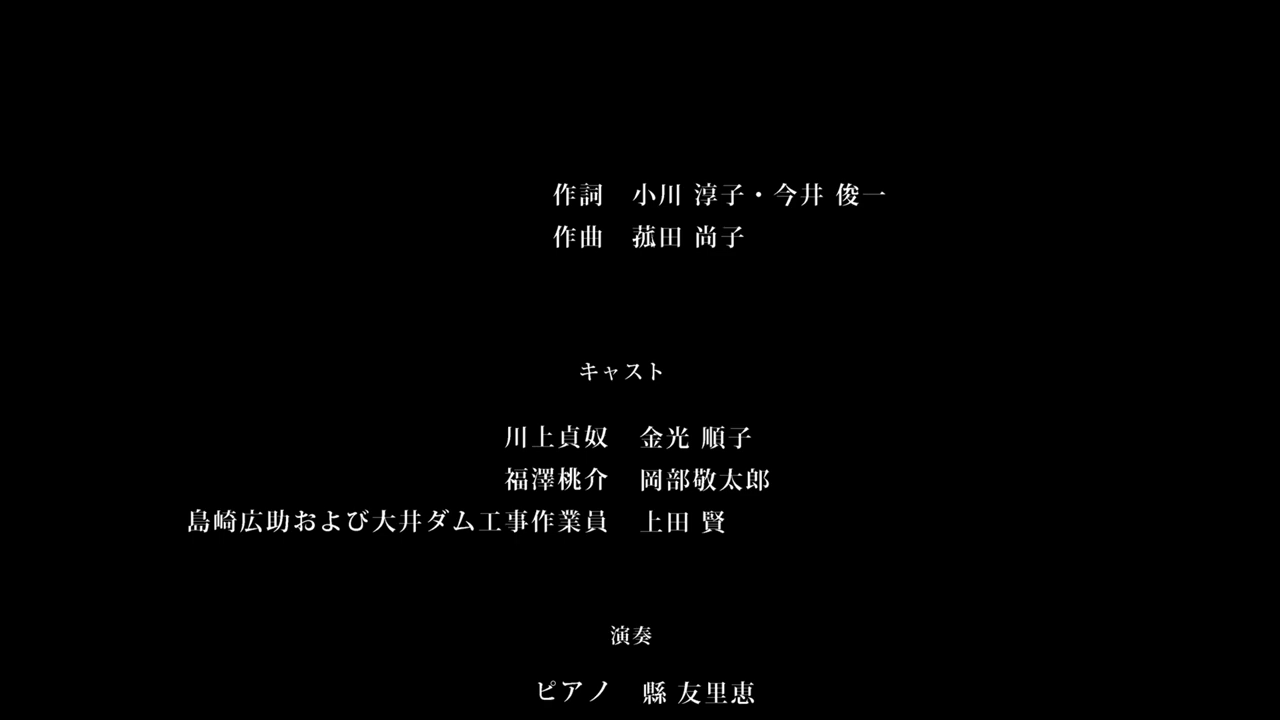 作詞　小川 淳子・今井 俊一
作曲　菰田 尚子
キャスト
川上貞奴　金光 順子
福澤桃介　岡部敬太郎
島崎広助および大井ダム工事作業員　上田 賢
演奏
ピアノ　縣 友里恵